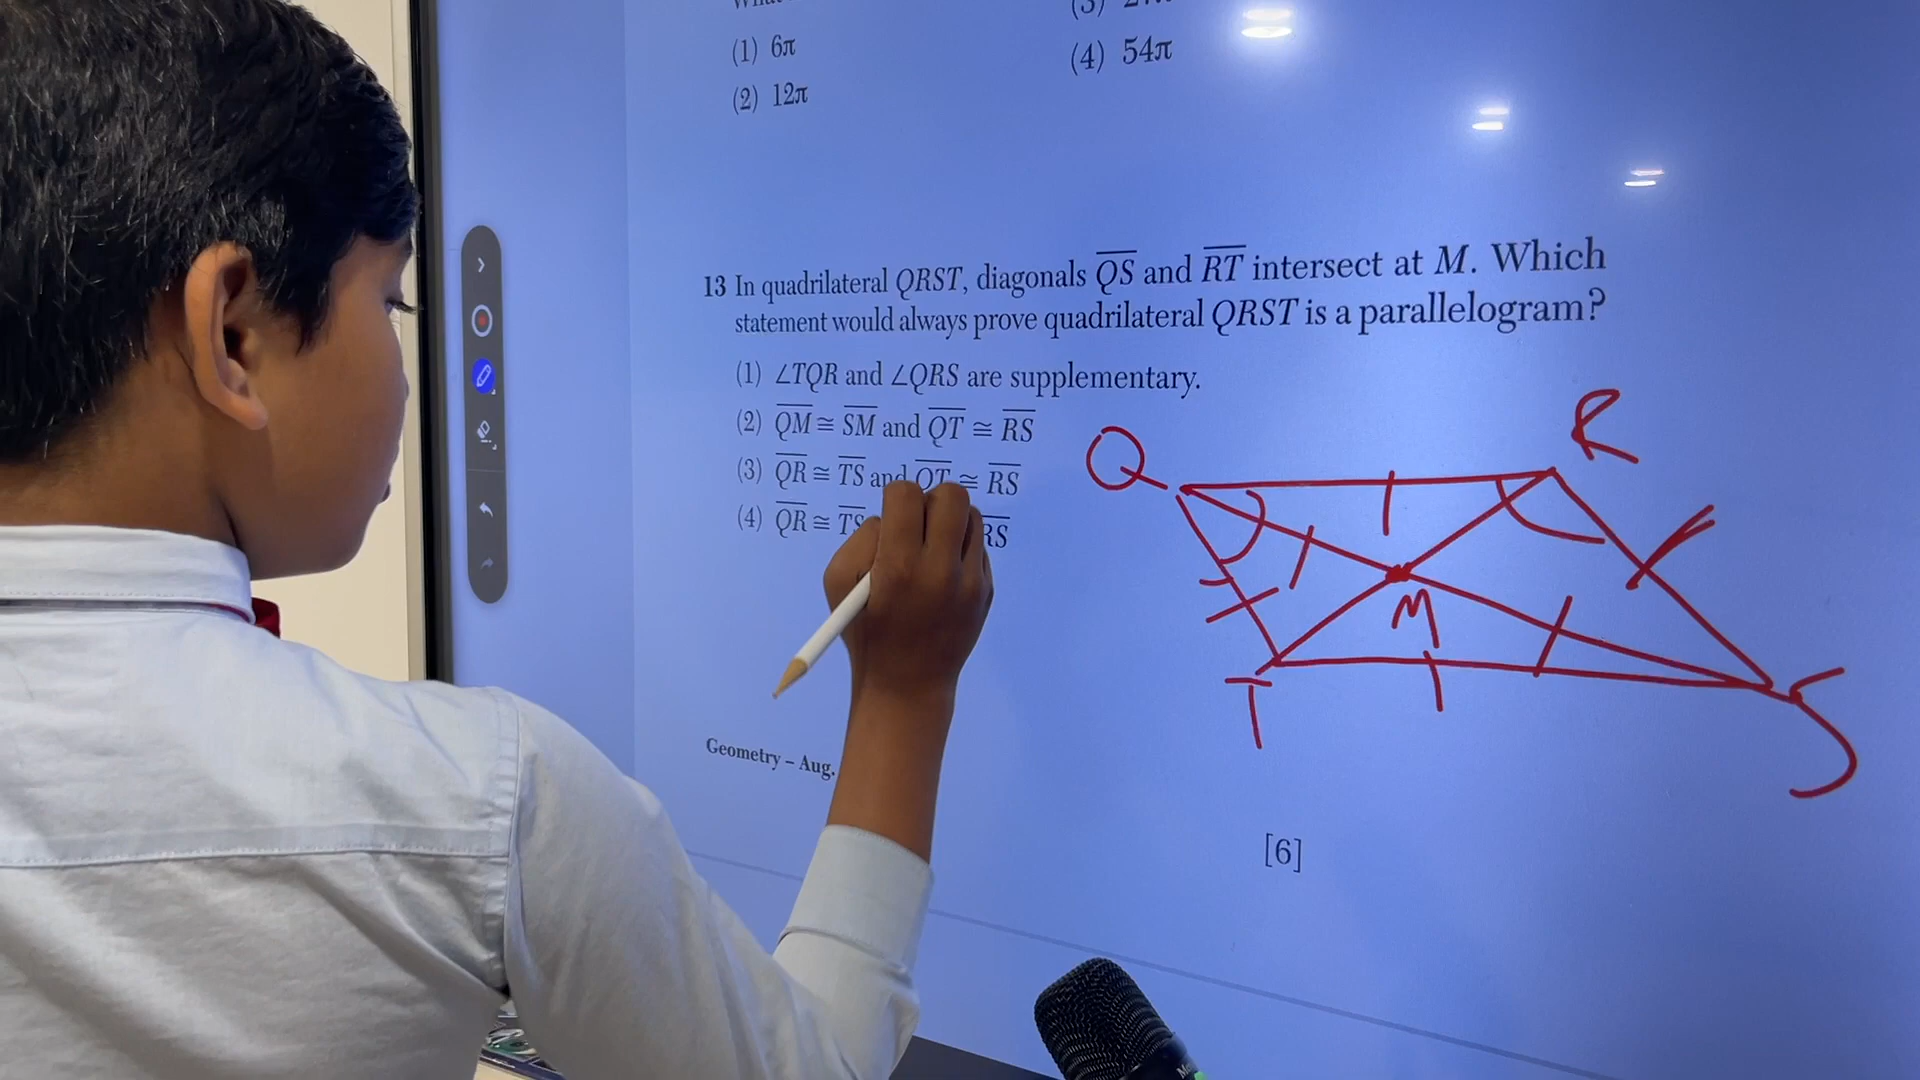 (1) 6π
(4) 54π
(2) 12π
13 In quadrilateral QRST, diagonals QS and RT intersect at M. Which
statement would always prove quadrilateral QRST is a parallelogram?
(1) ∠TQR and ∠QRS are supplementary.
(2) QM ≅ SM and QT ≅ RS
(3) QR ≅ TS and QT ≅ RS
(4) QR ≅ TS RS
Q
R
M
T
S
Geometry – Aug.
[6]